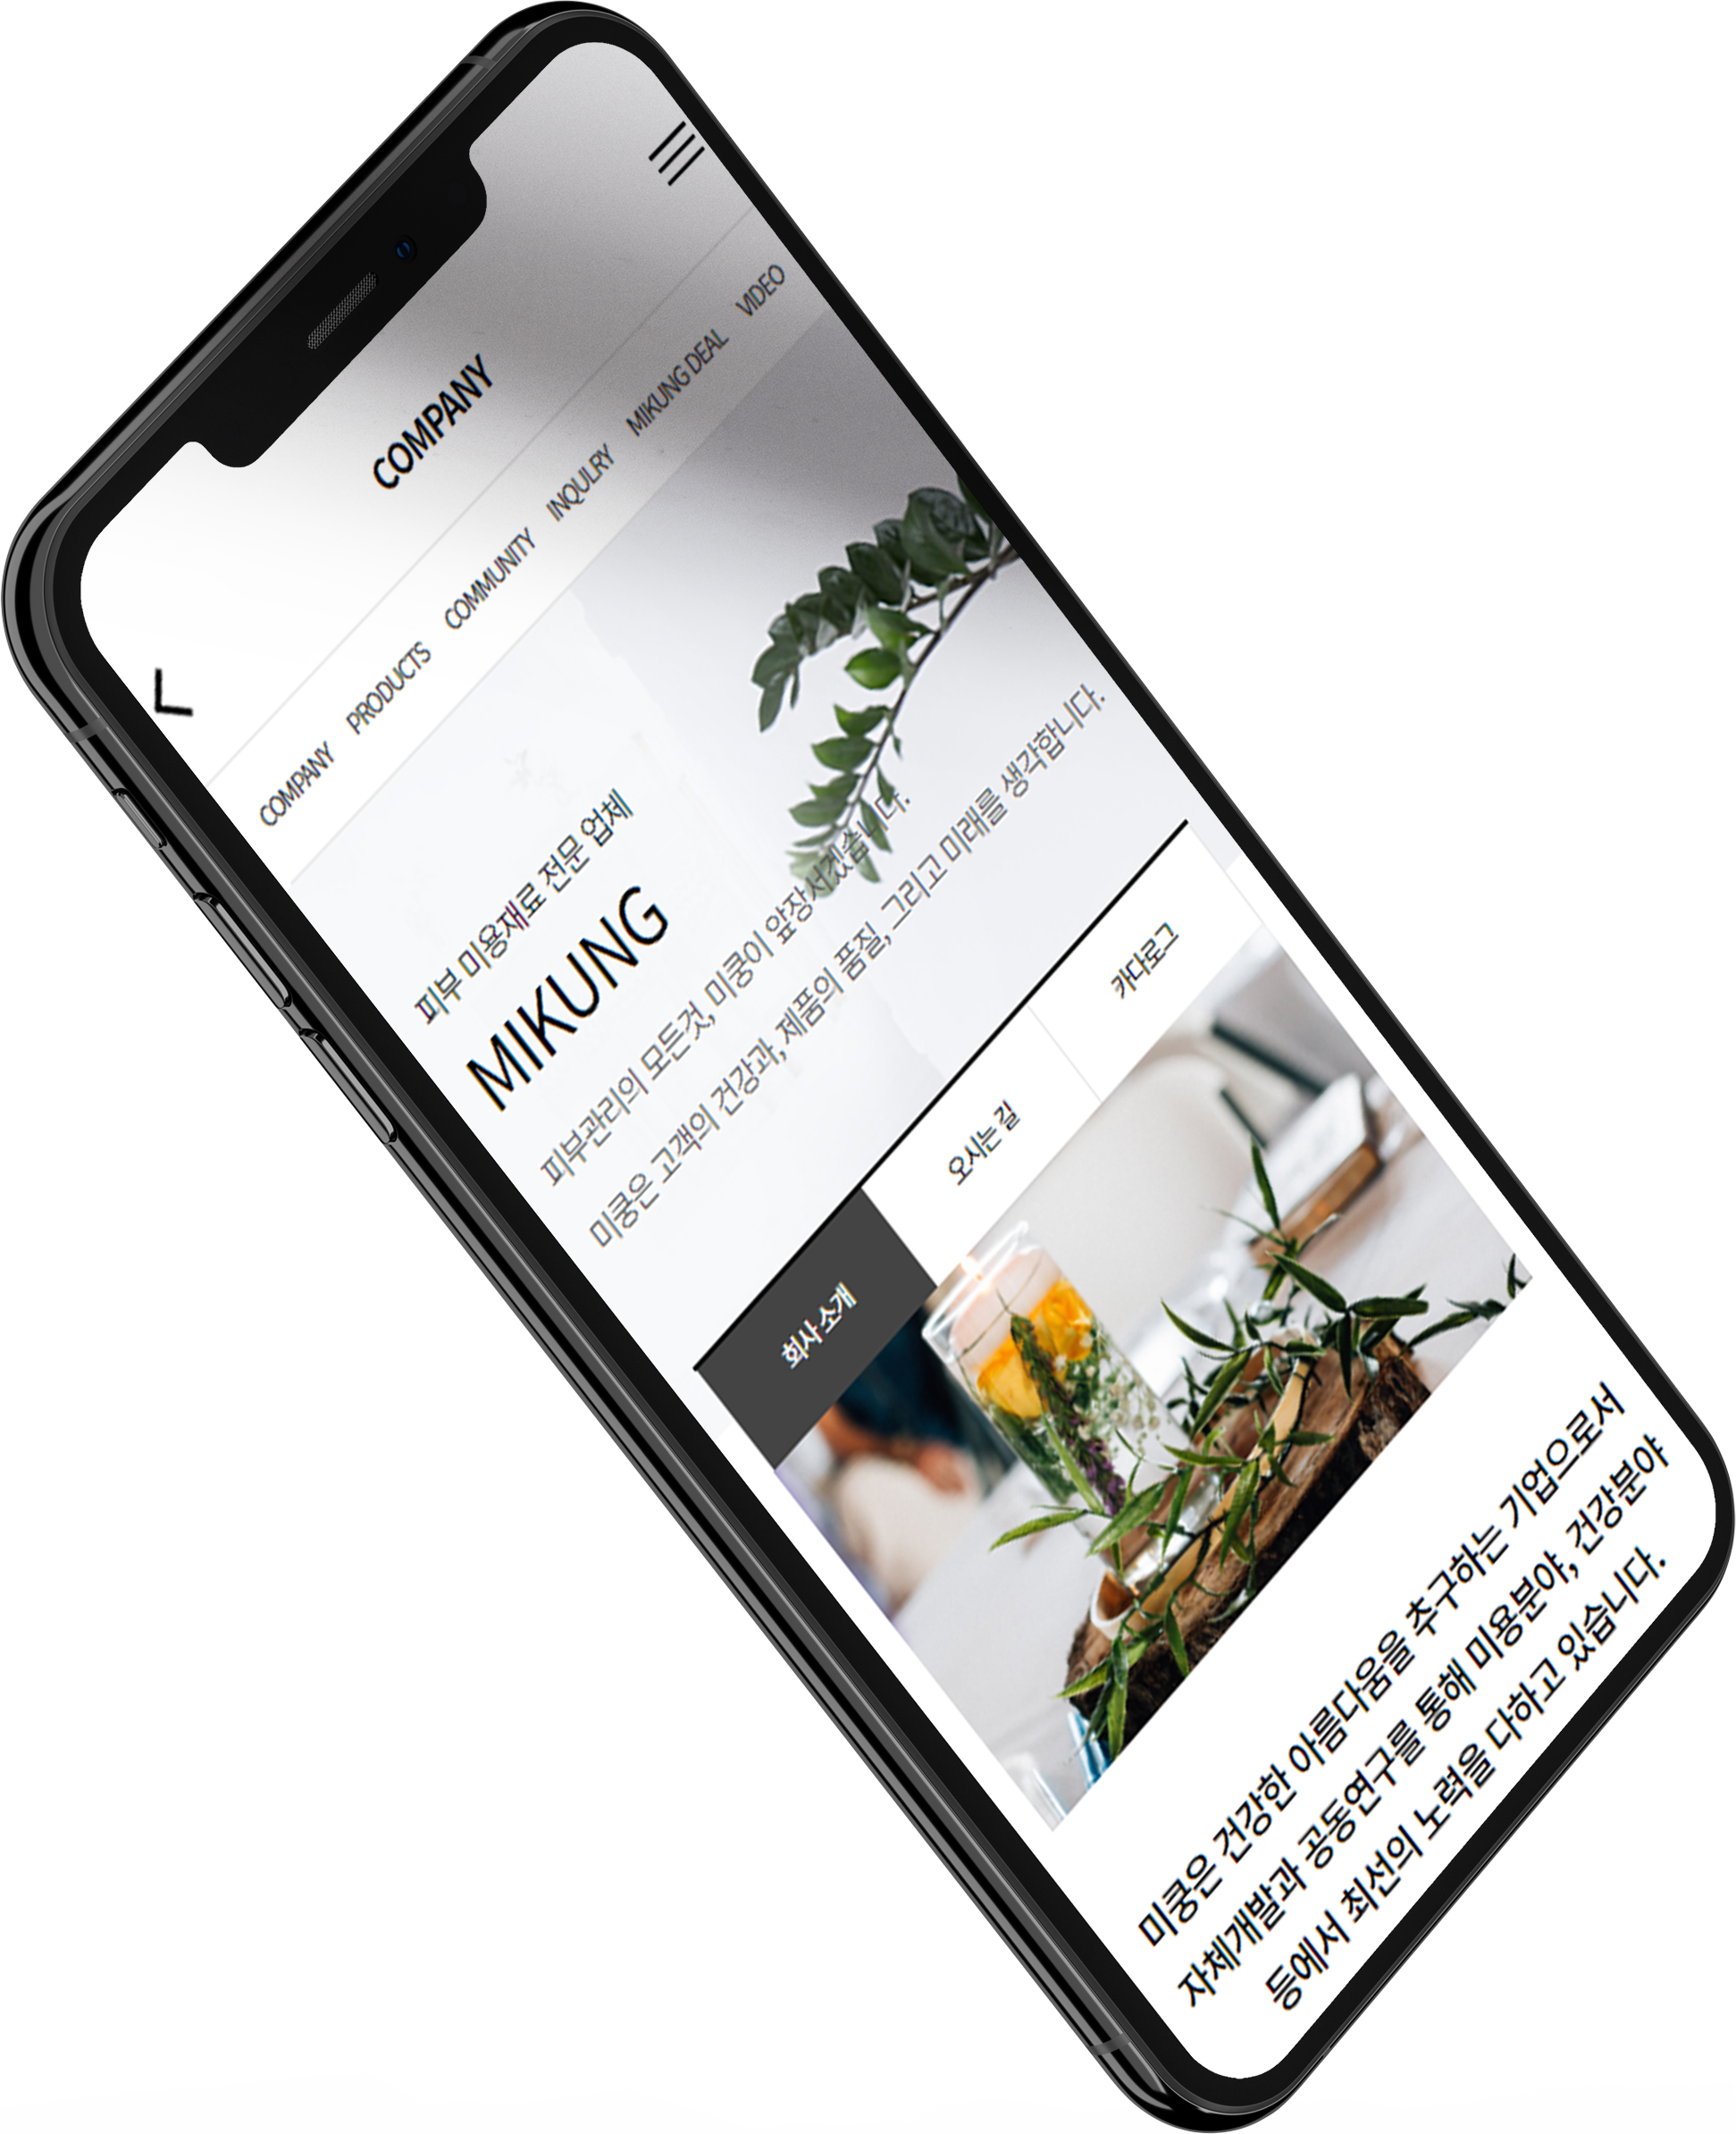 COMPANY
COMPANY PRODUCTS COMMUNITY INQULRY MIKUNG DEAL VIDEO
피부 미용재료 전문 업체
MIKUNG
피부관리의 모든것, 미쿵이 앞장서겠습니다.
미쿵은 고객의 건강과, 제품의 품질, 그리고 미래를 생각합니다.
회사소개 오시는길 카다로그
미쿵은 건강한 아름다움을 추구하는 기업으로서
자체개발과 공동연구를 통해 미용분야, 건강분야
등에서 최선의 노력을 다하고 있습니다.